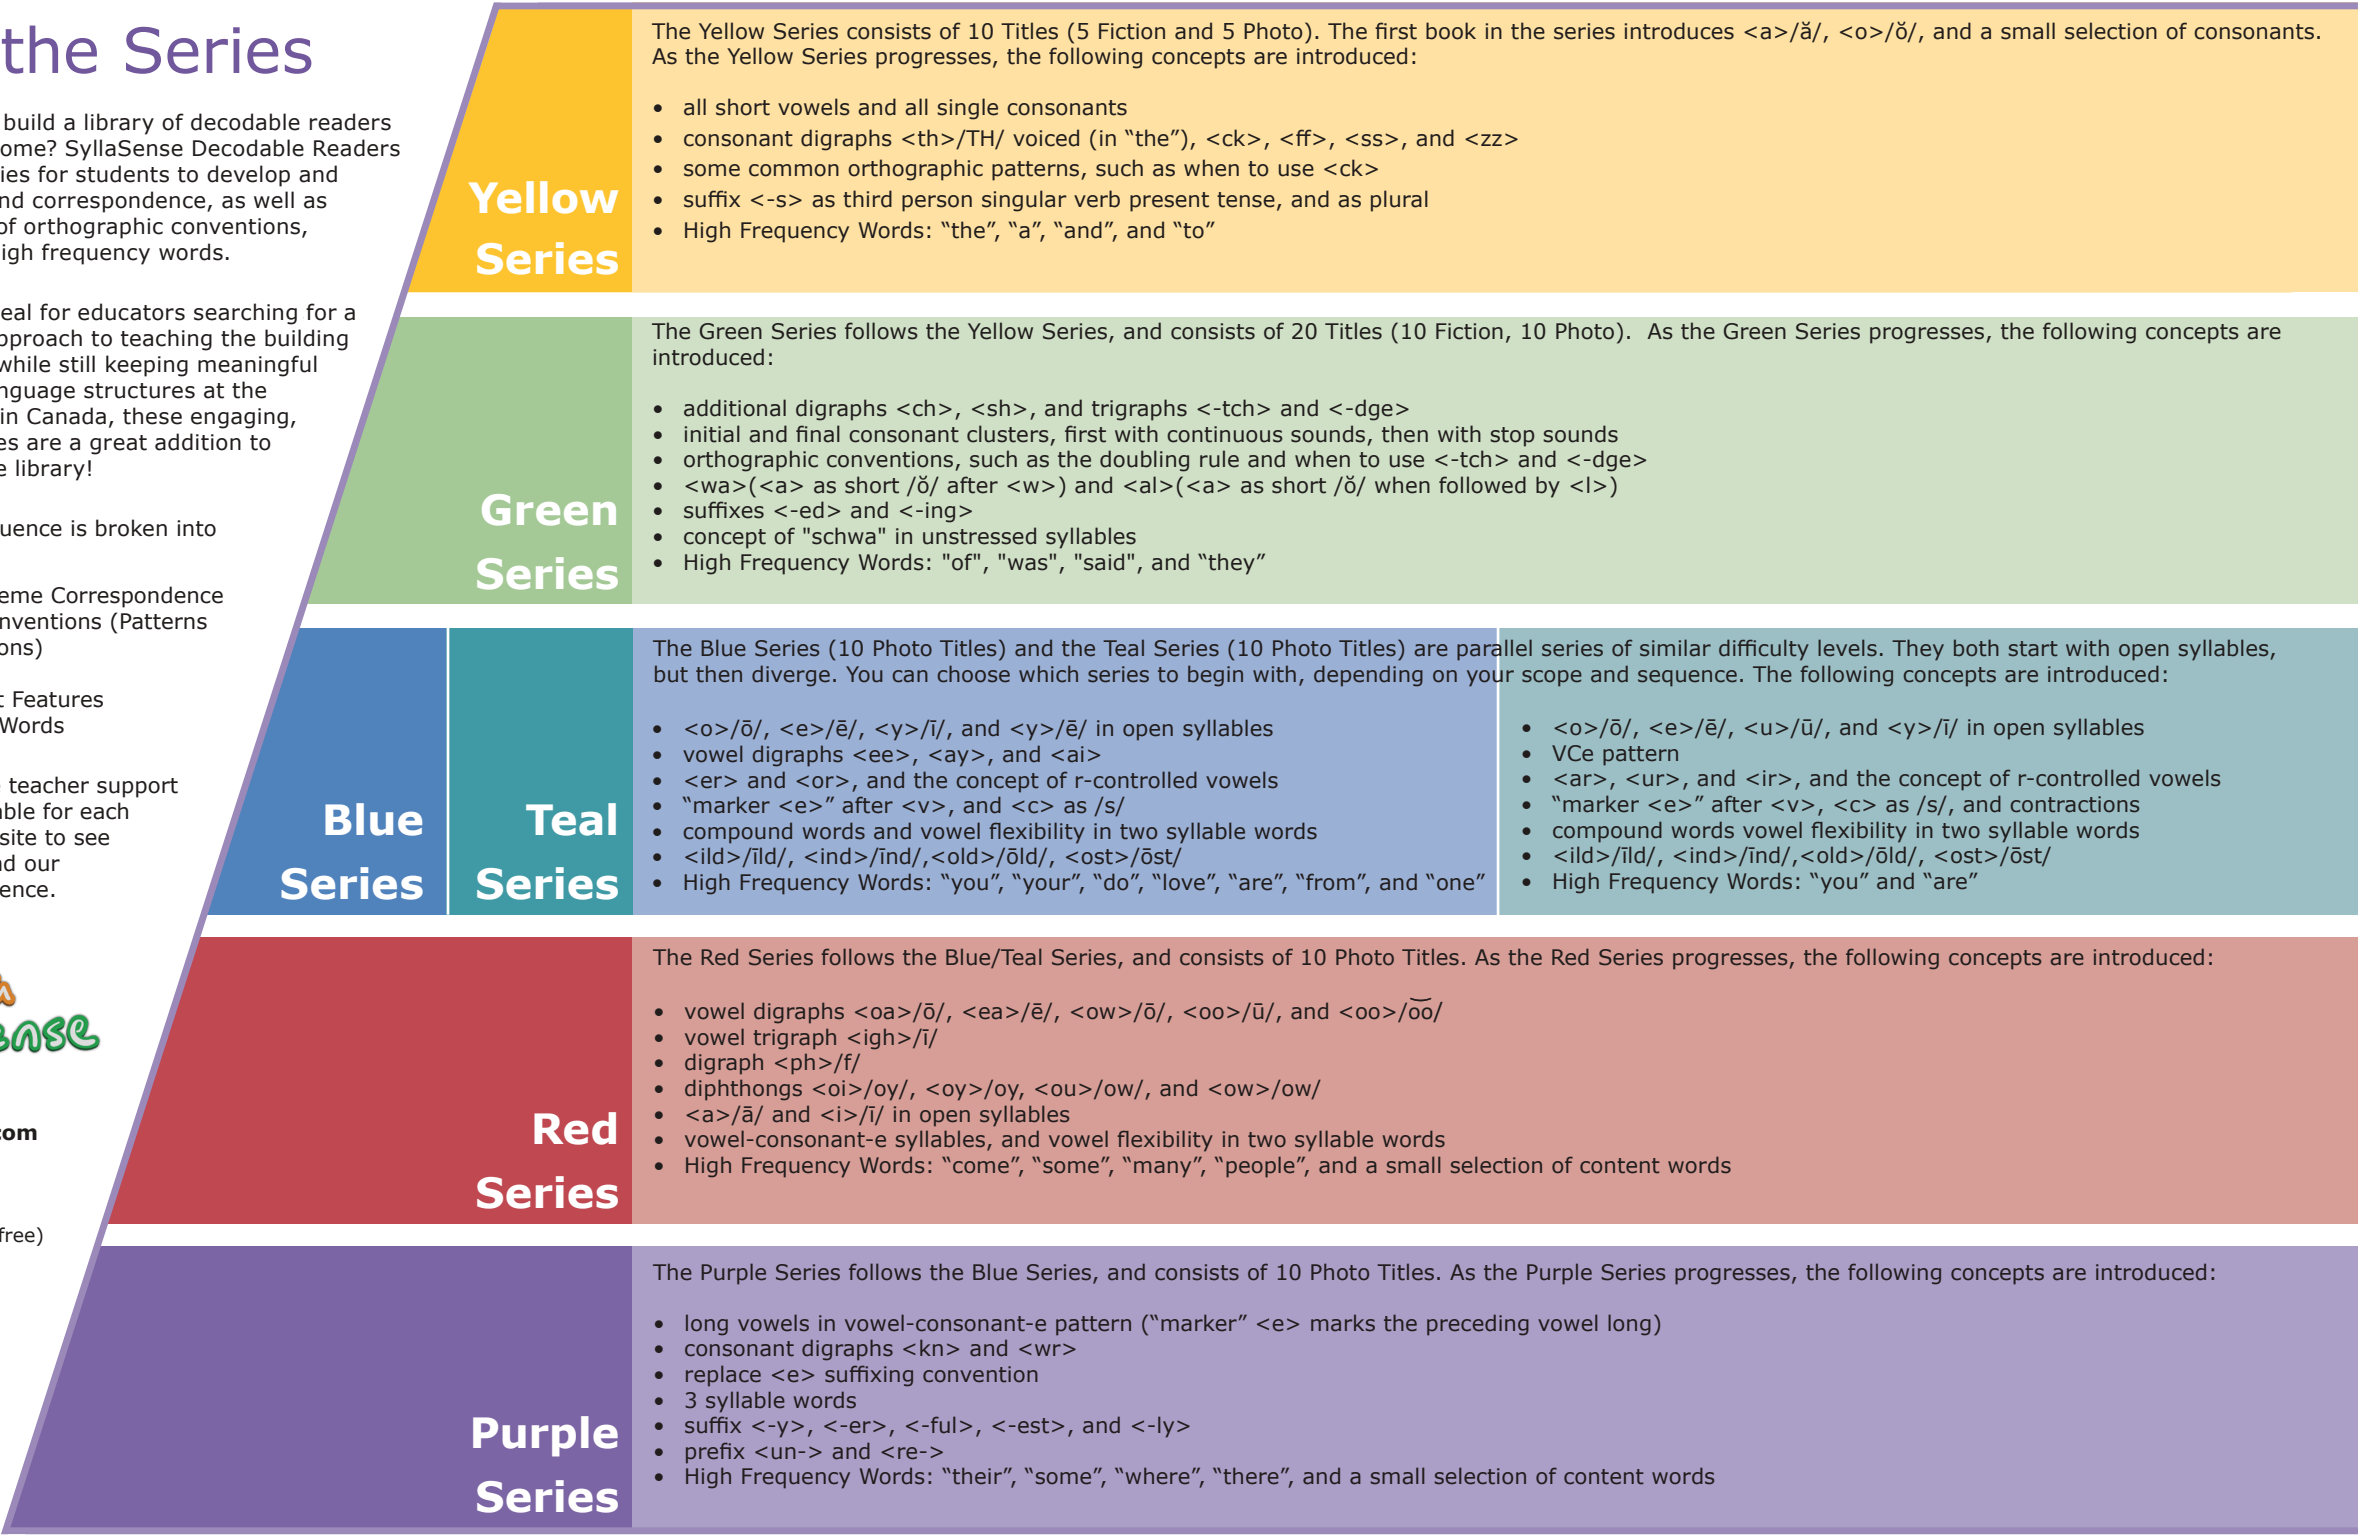 the Series
build a library of decodable readers
ome? SyllaSense Decodable Readers
ies for students to develop and
nd correspondence, as well as
of orthographic conventions,
igh frequency words.
eal for educators searching for a
pproach to teaching the building
while still keeping meaningful
nguage structures at the
in Canada, these engaging,
es are a great addition to
e library!
uence is broken into
eme Correspondence
nventions (Patterns
ons)
t Features
Words
teacher support
able for each
site to see
nd our
ence.
ense
com
free)
Yellow
Series
The Yellow Series consists of 10 Titles (5 Fiction and 5 Photo). The first book in the series introduces <a>/ă/, <o>/ŏ/, and a small selection of consonants.
As the Yellow Series progresses, the following concepts are introduced:
• all short vowels and all single consonants
• consonant digraphs <th>/TH/ voiced (in “the”), <ck>, <ff>, <ss>, and <zz>
• some common orthographic patterns, such as when to use <ck>
• suffix <-s> as third person singular verb present tense, and as plural
• High Frequency Words: “the”, “a”, “and”, and “to”
Green
Series
The Green Series follows the Yellow Series, and consists of 20 Titles (10 Fiction, 10 Photo).  As the Green Series progresses, the following concepts are
introduced:
• additional digraphs <ch>, <sh>, and trigraphs <-tch> and <-dge>
• initial and final consonant clusters, first with continuous sounds, then with stop sounds
• orthographic conventions, such as the doubling rule and when to use <-tch> and <-dge>
• <wa>(<a> as short /ŏ/ after <w>) and <al>(<a> as short /ŏ/ when followed by <l>)
• suffixes <-ed> and <-ing>
• concept of "schwa" in unstressed syllables
• High Frequency Words: "of", "was", "said", and “they”
Blue
Series
Teal
Series
The Blue Series (10 Photo Titles) and the Teal Series (10 Photo Titles) are parallel series of similar difficulty levels. They both start with open syllables,
but then diverge. You can choose which series to begin with, depending on your scope and sequence. The following concepts are introduced:
• <o>/ō/, <e>/ē/, <y>/ī/, and <y>/ē/ in open syllables
• vowel digraphs <ee>, <ay>, and <ai>
• <er> and <or>, and the concept of r-controlled vowels
• “marker <e>” after <v>, and <c> as /s/
• compound words and vowel flexibility in two syllable words
• <ild>/īld/, <ind>/īnd/,<old>/ōld/, <ost>/ōst/
• High Frequency Words: “you”, “your”, “do”, “love”, “are”, “from”, and “one”
• <o>/ō/, <e>/ē/, <u>/ū/, and <y>/ī/ in open syllables
• VCe pattern
• <ar>, <ur>, and <ir>, and the concept of r-controlled vowels
• “marker <e>” after <v>, <c> as /s/, and contractions
• compound words vowel flexibility in two syllable words
• <ild>/īld/, <ind>/īnd/,<old>/ōld/, <ost>/ōst/
• High Frequency Words: “you” and “are”
Red
Series
The Red Series follows the Blue/Teal Series, and consists of 10 Photo Titles. As the Red Series progresses, the following concepts are introduced:
• vowel digraphs <oa>/ō/, <ea>/ē/, <ow>/ō/, <oo>/ū/, and <oo>/o͝o/
• vowel trigraph <igh>/ī/
• digraph <ph>/f/
• diphthongs <oi>/oy/, <oy>/oy, <ou>/ow/, and <ow>/ow/
• <a>/ā/ and <i>/ī/ in open syllables
• vowel-consonant-e syllables, and vowel flexibility in two syllable words
• High Frequency Words: “come”, “some”, “many”, “people”, and a small selection of content words
Purple
Series
The Purple Series follows the Blue Series, and consists of 10 Photo Titles. As the Purple Series progresses, the following concepts are introduced:
• long vowels in vowel-consonant-e pattern (“marker” <e> marks the preceding vowel long)
• consonant digraphs <kn> and <wr>
• replace <e> suffixing convention
• 3 syllable words
• suffix <-y>, <-er>, <-ful>, <-est>, and <-ly>
• prefix <un-> and <re->
• High Frequency Words: “their”, “some”, “where”, “there”, and a small selection of content words